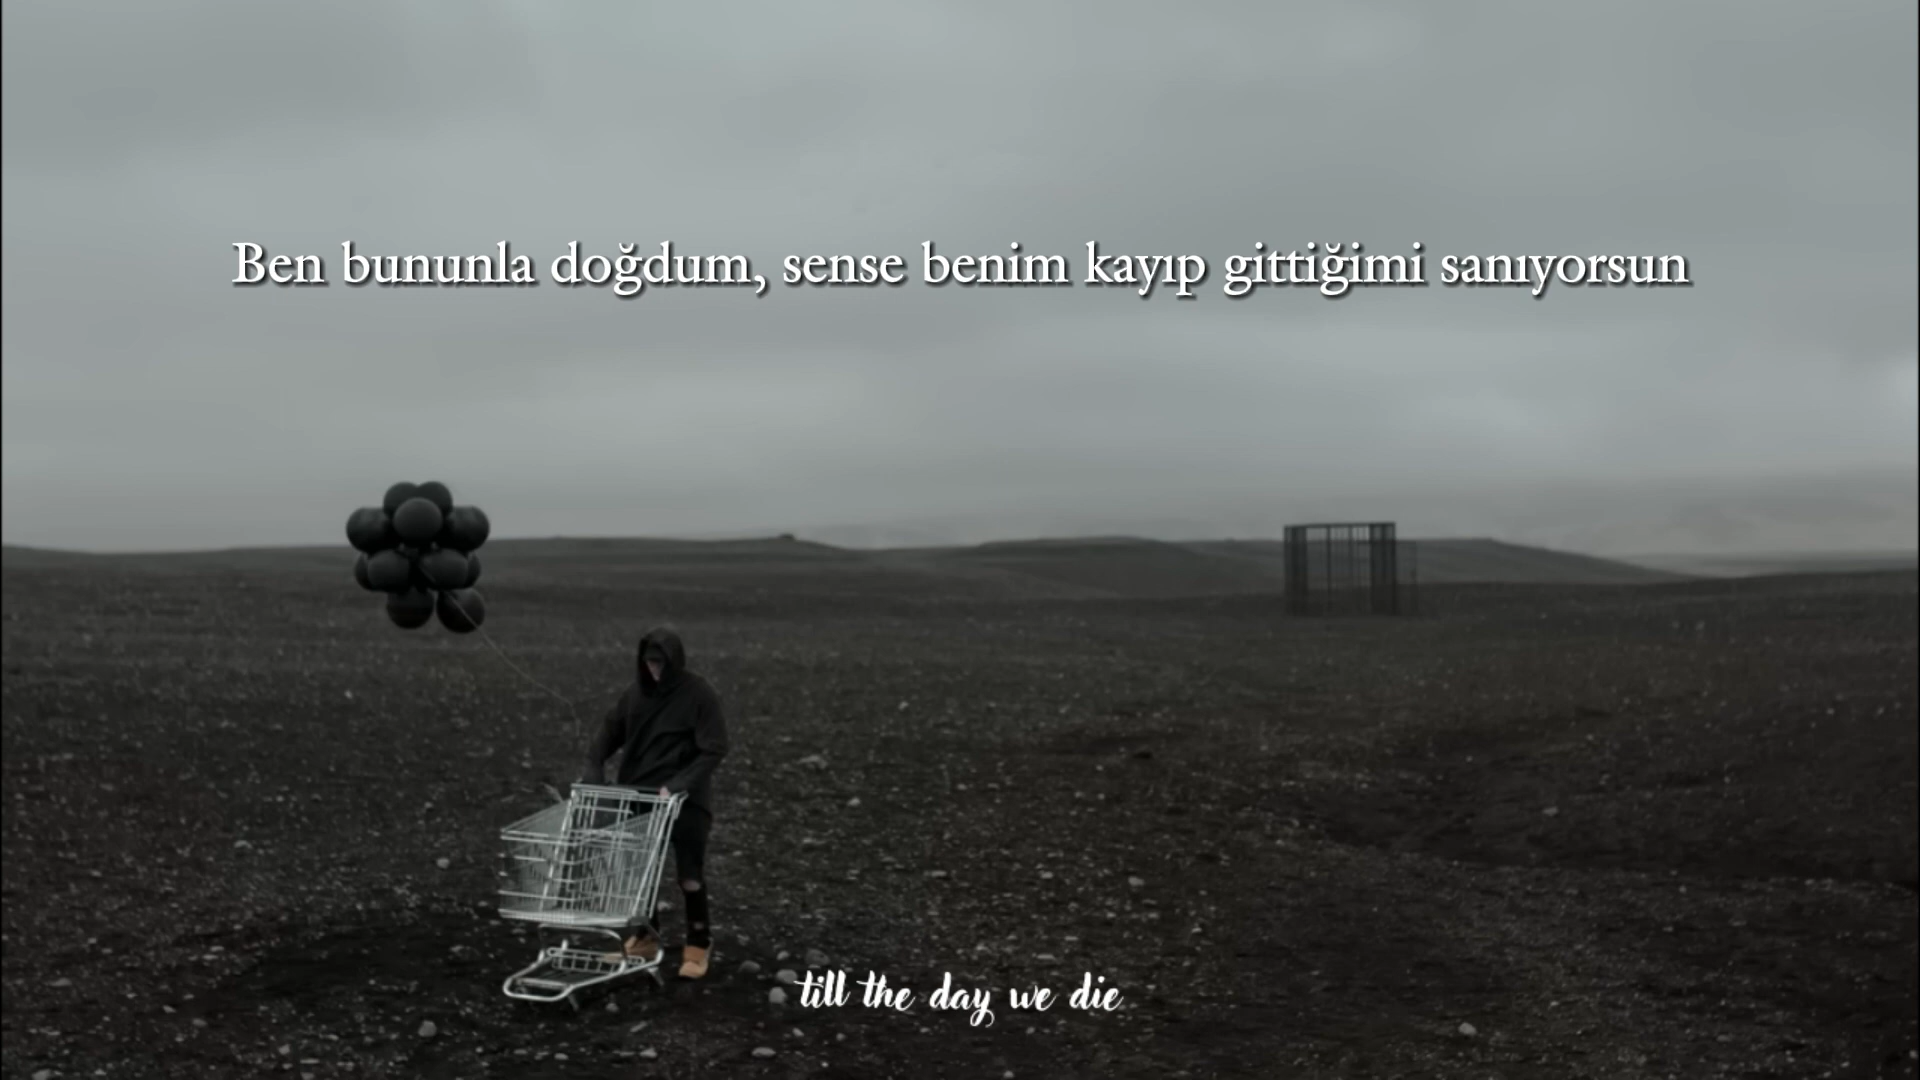 Ben bununla doğdum, sense benim kayıp gittiğimi sanıyorsun
till the day we die